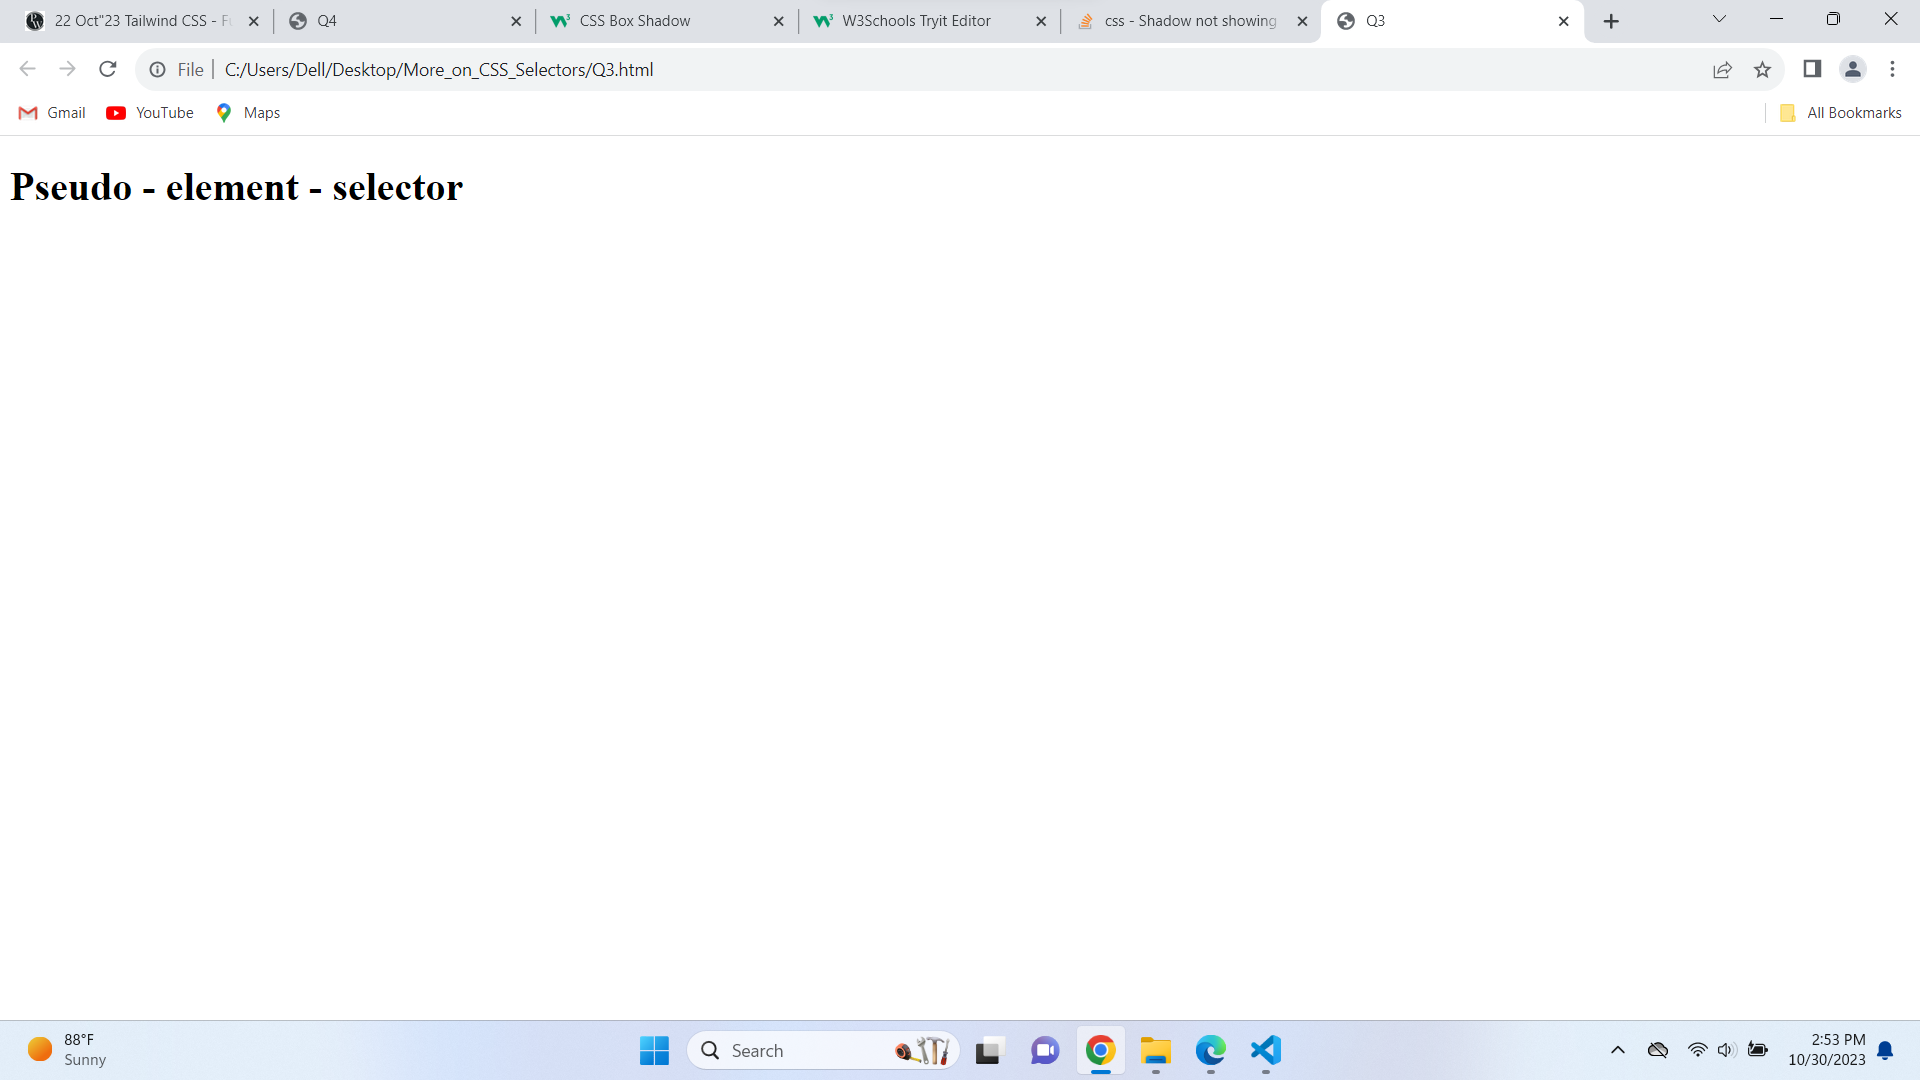 22 Oct"23 Tailwind CSS - Fu
Q4
CSS Box Shadow
W3Schools Tryit Editor
css - Shadow not showing
Q3
File
C:/Users/Dell/Desktop/More_on_CSS_Selectors/Q3.html
Gmail
YouTube
Maps
All Bookmarks
Pseudo - element - selector
88°F
Sunny
Search
2:53 PM
10/30/2023